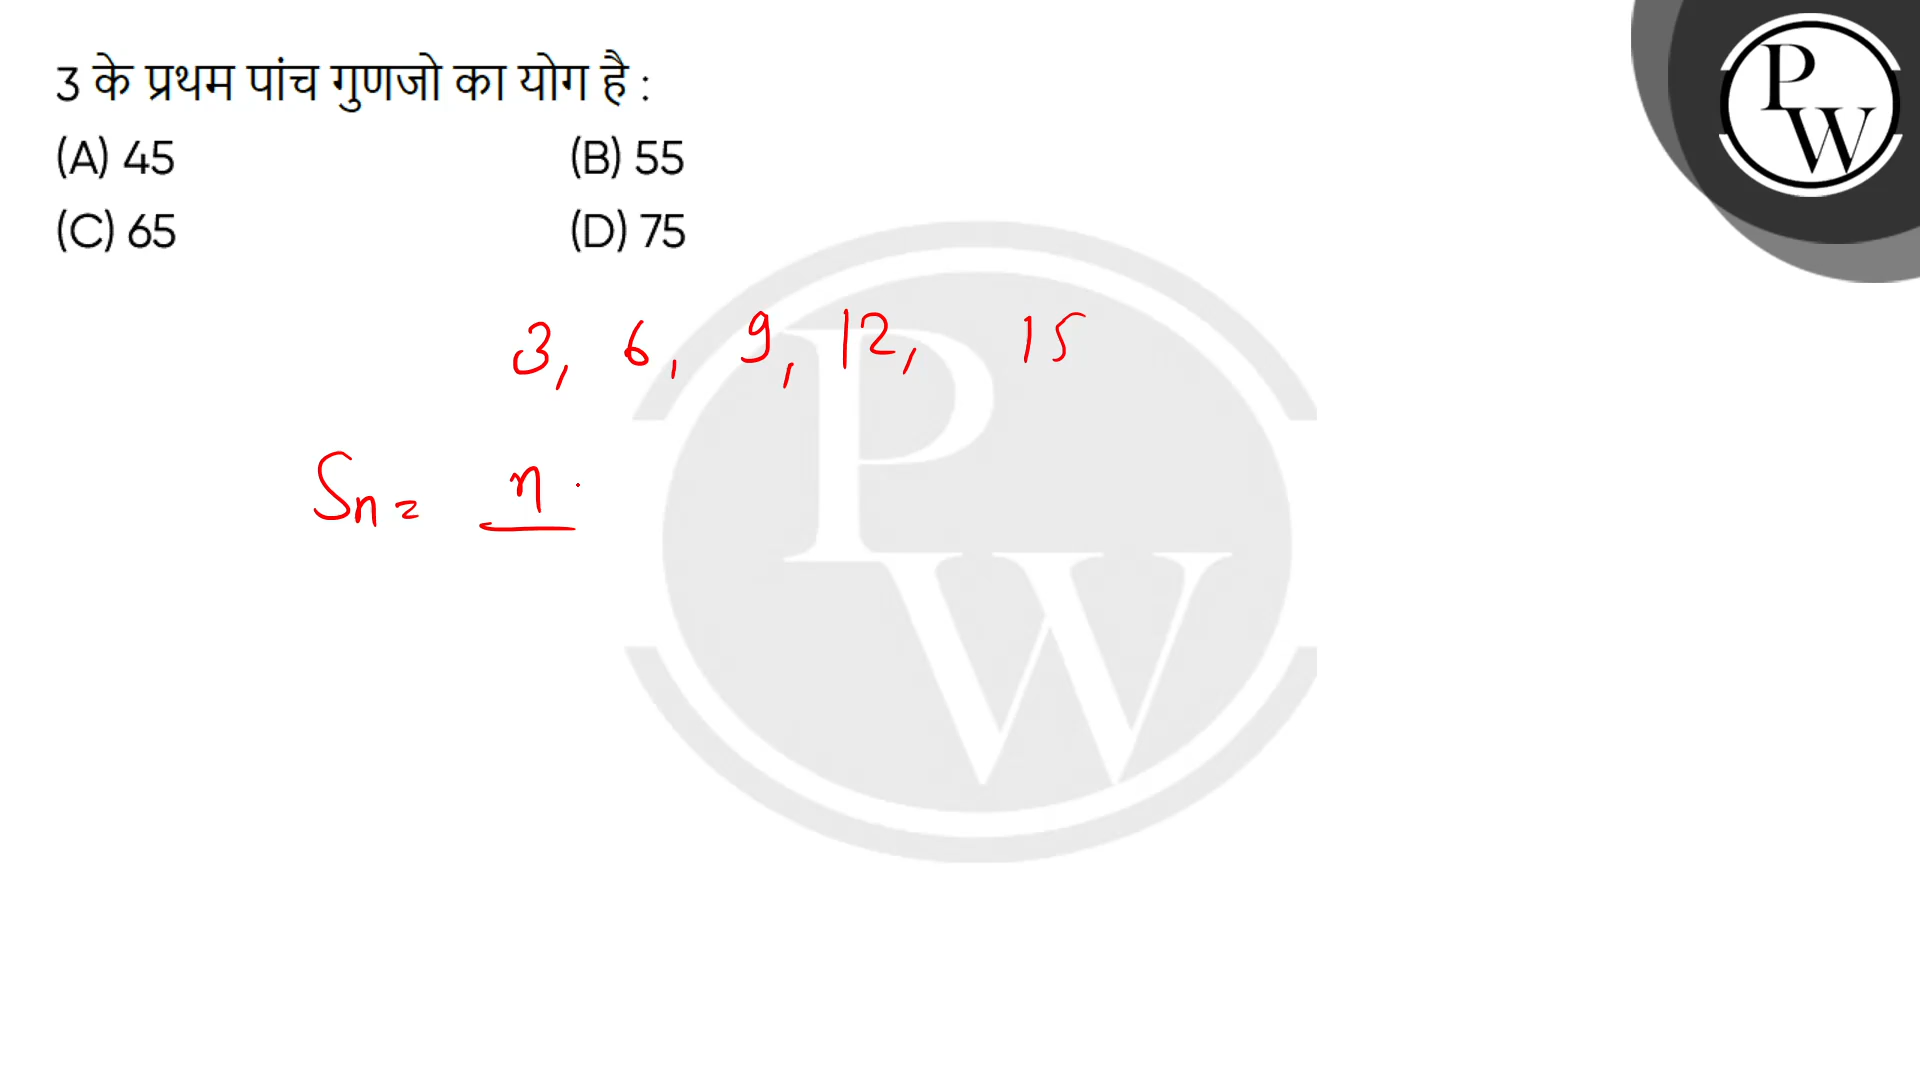 3 के प्रथम पांच गुणजो का योग है :
(A) 45 (B) 55
(C) 65 (D) 75
3, 6, 9, 12, 15
Sn = n
P
W
P
W